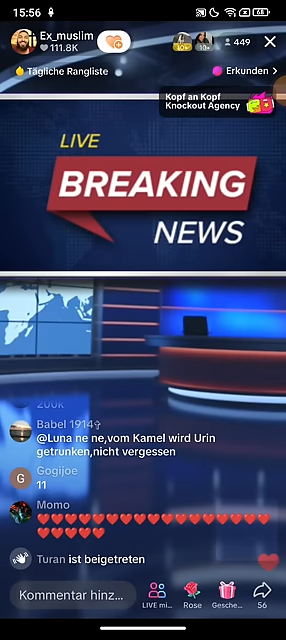 15:56
68
Ex_muslim
111.8K
10+
449
Tägliche Rangliste
Erkunden >
Kopf an Kopf
Knockout Agency
LIVE
BREAKING
NEWS
200k
Babel 1914✞
@Luna ne ne,vom Kamel wird Urin
getrunken,nicht vergessen
G Gogijoe
11
Momo
❤❤❤❤❤❤❤❤❤❤❤❤❤❤❤❤❤
❤❤❤❤❤
Turan ist beigetreten
Kommentar hinz...
LIVE mi...
Rose
Gesche...
56